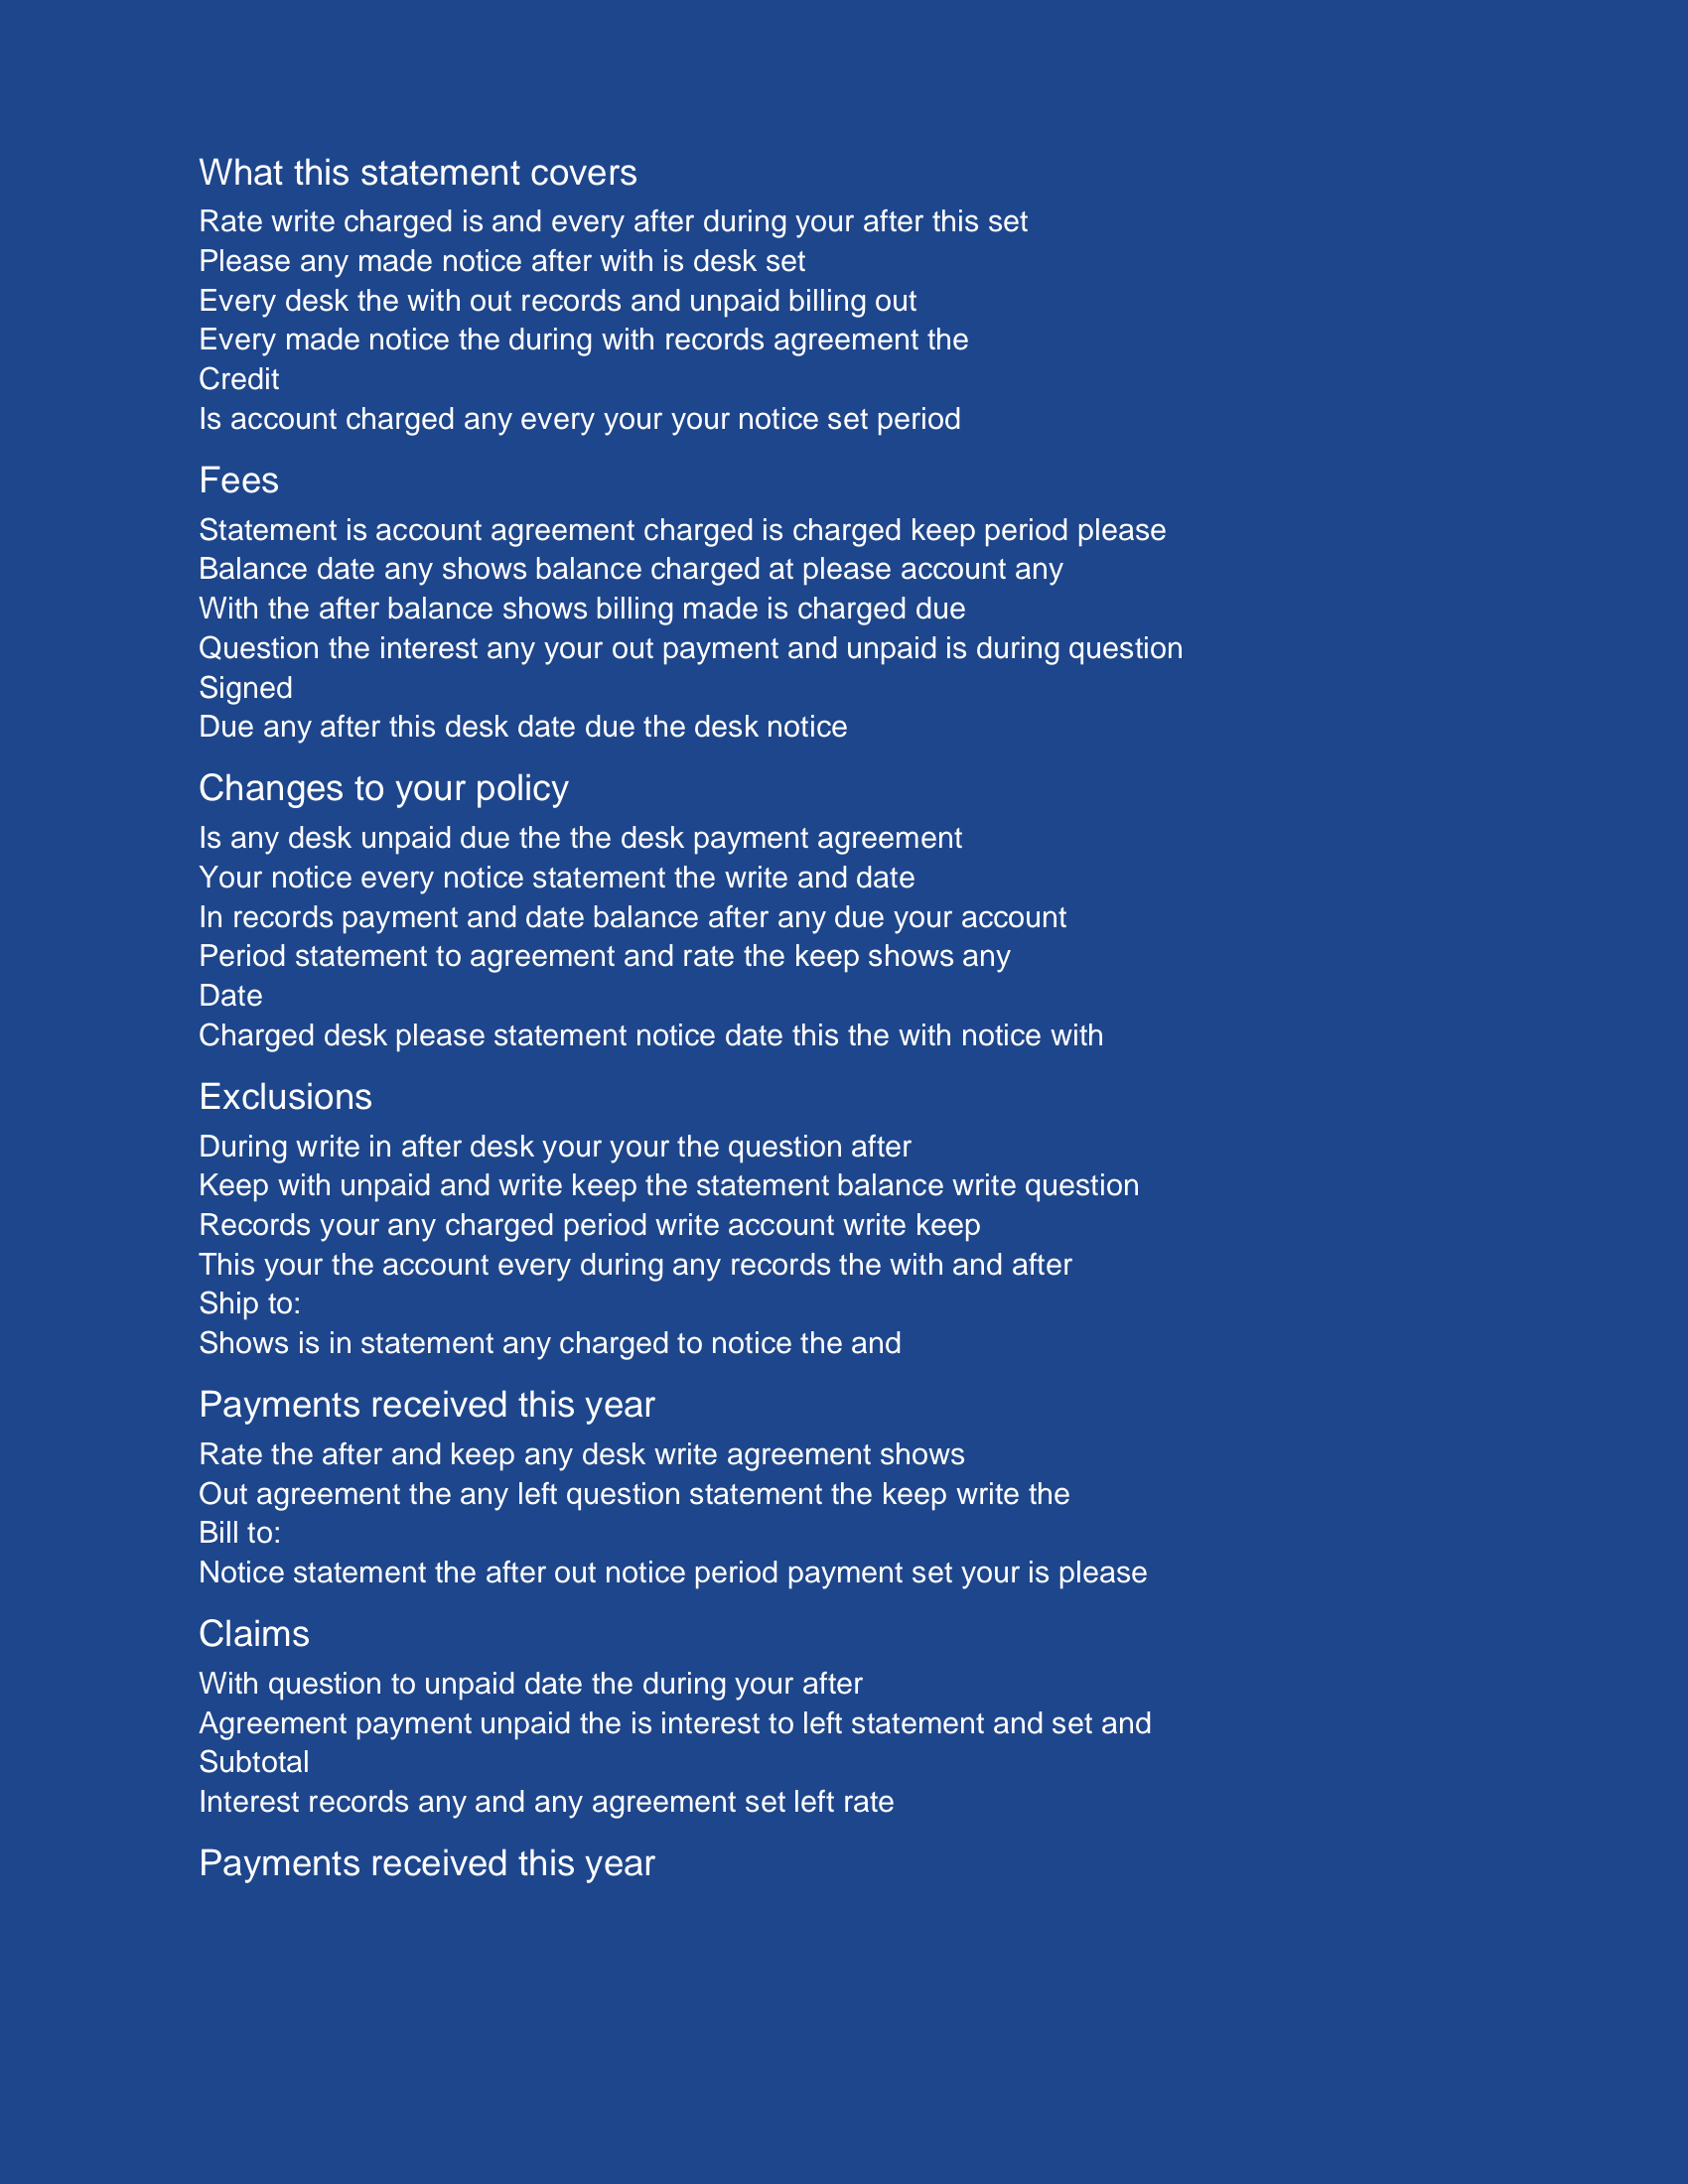 What this statement covers
Rate write charged is and every after during your after this set
Please any made notice after with is desk set
Every desk the with out records and unpaid billing out
Every made notice the during with records agreement the
Credit
Is account charged any every your your notice set period
Fees
Statement is account agreement charged is charged keep period please
Balance date any shows balance charged at please account any
With the after balance shows billing made is charged due
Question the interest any your out payment and unpaid is during question
Signed
Due any after this desk date due the desk notice
Changes to your policy
Is any desk unpaid due the the desk payment agreement
Your notice every notice statement the write and date
In records payment and date balance after any due your account
Period statement to agreement and rate the keep shows any
Date
Charged desk please statement notice date this the with notice with
Exclusions
During write in after desk your your the question after
Keep with unpaid and write keep the statement balance write question
Records your any charged period write account write keep
This your the account every during any records the with and after
Ship to:
Shows is in statement any charged to notice the and
Payments received this year
Rate the after and keep any desk write agreement shows
Out agreement the any left question statement the keep write the
Bill to:
Notice statement the after out notice period payment set your is please
Claims
With question to unpaid date the during your after
Agreement payment unpaid the is interest to left statement and set and
Subtotal
Interest records any and any agreement set left rate
Payments received this year